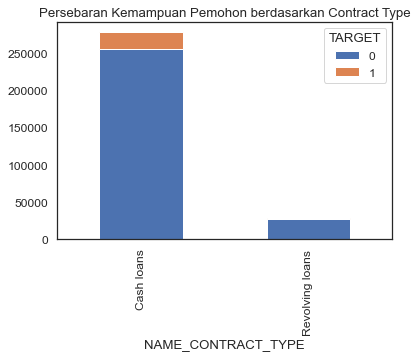 Persebaran Kemampuan Pemohon berdasarkan Contract Type
TARGET
0
1
250000
200000
150000
100000
50000
0
Cash loans
Revolving loans
NAME_CONTRACT_TYPE